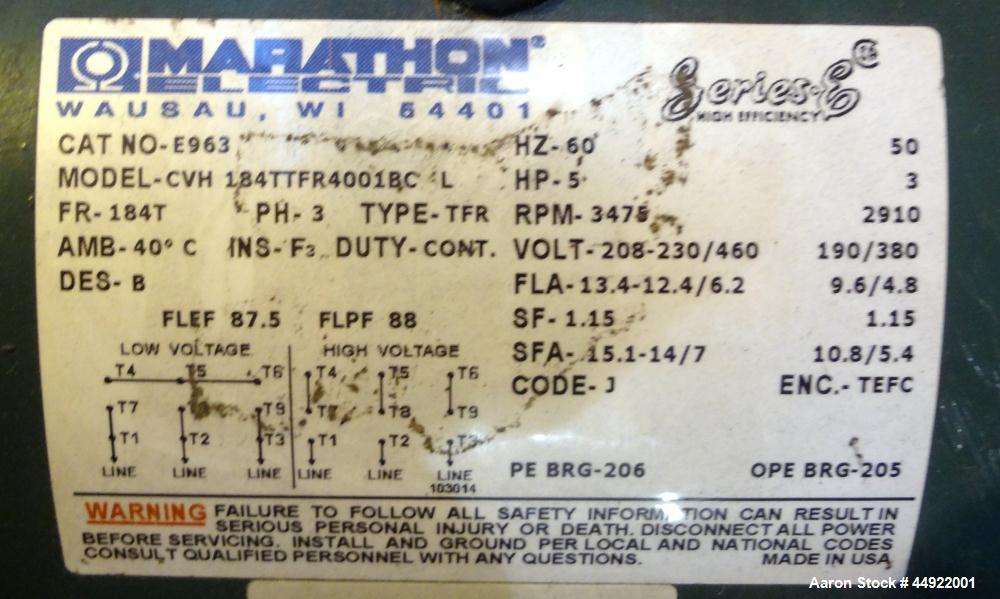 MARATHON®
ELECTRIC
WAUSAU, WI 54401
Series-E
HIGH EFFICIENCY
CAT NO-E963
HZ-60 50
MODEL-CVH 184TTFR4001BC L
HP-5 3
FR-184T PH-3 TYPE-TFR
RPM-3475 2910
AMB-40° C INS-F3 DUTY-CONT.
VOLT-208-230/460 190/380
DES-B
FLA-13.4-12.4/6.2 9.6/4.8
FLEF 87.5 FLPF 88
SF-1.15 1.15
LOW VOLTAGE HIGH VOLTAGE
SFA-15.1-14/7 10.8/5.4
T4 T5 T6 T4 T5 T6
CODE-J ENC.-TEFC
T7 T9 T7 T8 T9
T1 T2 T3 T1 T2 T3
LINE LINE LINE LINE LINE LINE
103014
PE BRG-206 OPE BRG-205
WARNING FAILURE TO FOLLOW ALL SAFETY INFORMATION CAN RESULT IN
SERIOUS PERSONAL INJURY OR DEATH. DISCONNECT ALL POWER
BEFORE SERVICING. INSTALL AND GROUND PER LOCAL AND NATIONAL CODES
CONSULT QUALIFIED PERSONNEL WITH ANY QUESTIONS. MADE IN USA
Aaron Stock # 44922001